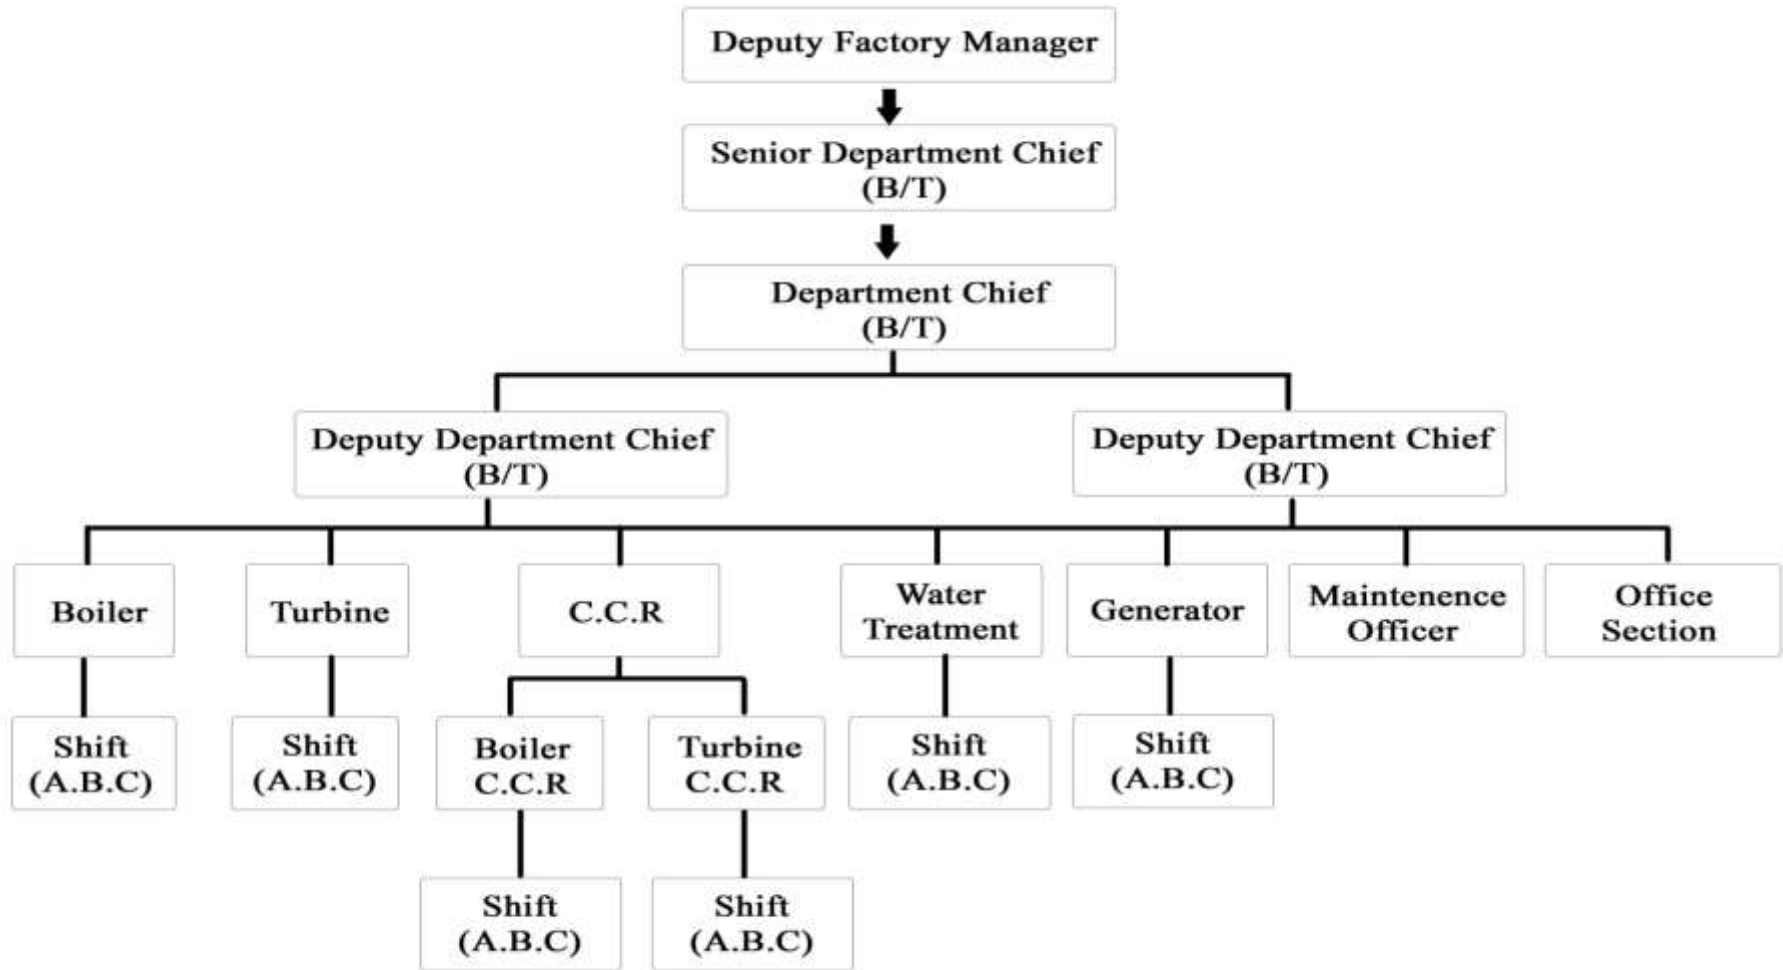 Deputy Factory Manager
Senior Department Chief
(B/T)
Department Chief
(B/T)
Deputy Department Chief
(B/T)
Deputy Department Chief
(B/T)
Boiler
Turbine
C.C.R
Water
Treatment
Generator
Maintenence
Officer
Office
Section
Shift
(A.B.C)
Shift
(A.B.C)
Boiler
C.C.R
Turbine
C.C.R
Shift
(A.B.C)
Shift
(A.B.C)
Shift
(A.B.C)
Shift
(A.B.C)